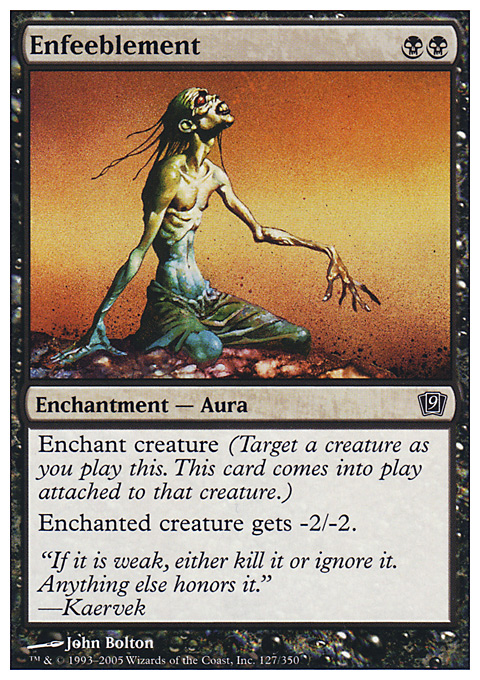 Enfeeblement
9
Enchantment — Aura
Enchant creature (Target a creature as
you play this. This card comes into play
attached to that creature.)
Enchanted creature gets -2/-2.
“If it is weak, either kill it or ignore it.
Anything else honors it.”
—Kaervek
John Bolton
™ & © 1993–2005 Wizards of the Coast, Inc. 127/350